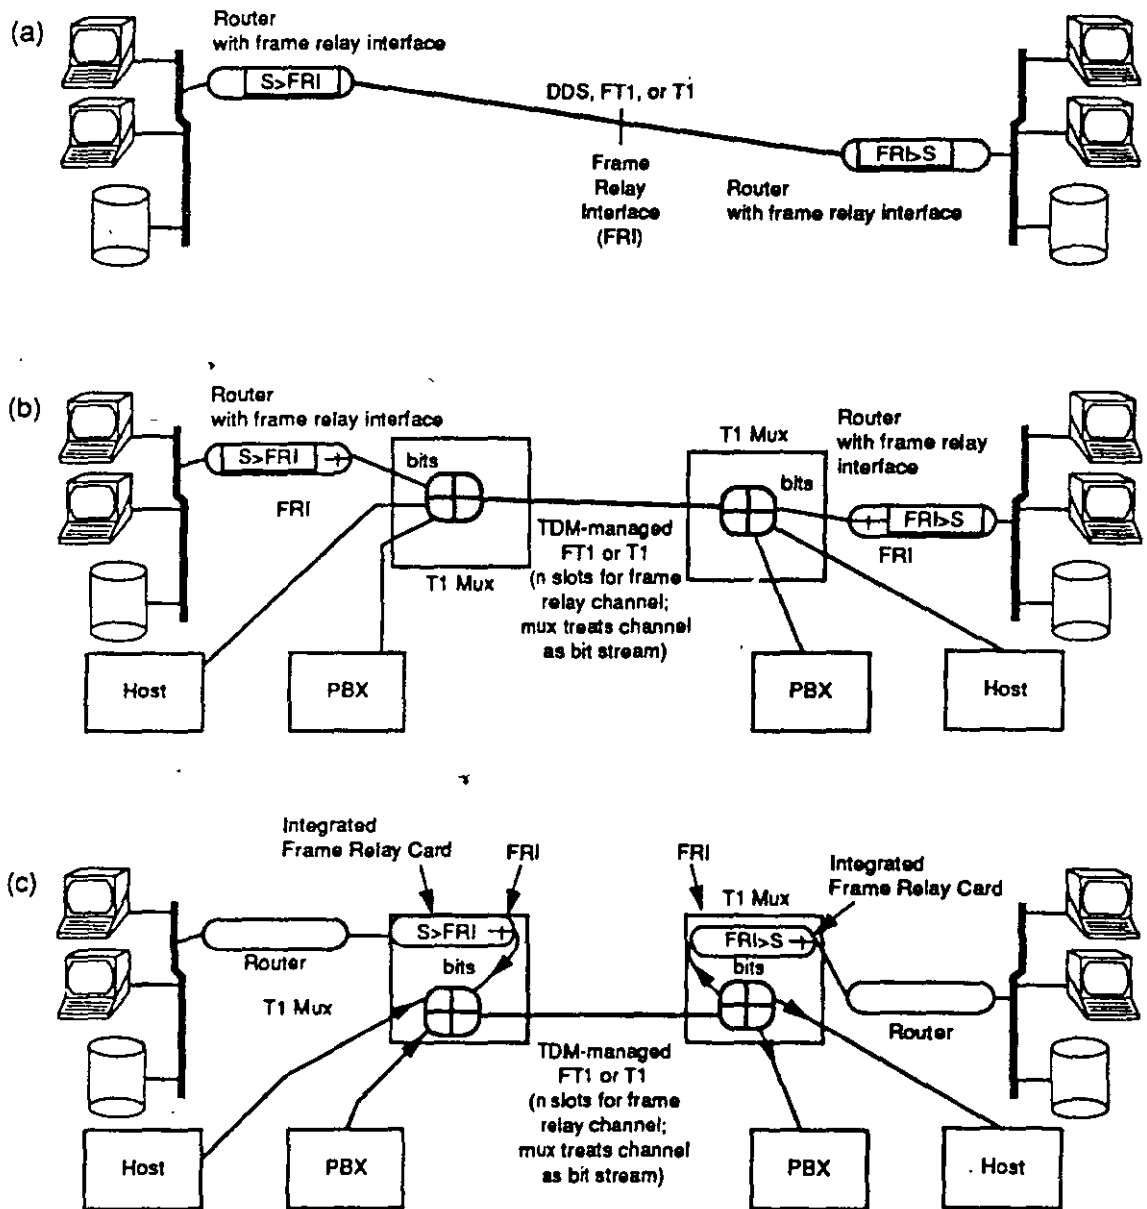 (a)
Router
with frame relay interface
S>FRI
DDS, FT1, or T1
Frame
Relay
Interface
(FRI)
FRI>S
Router
with frame relay interface
(b)
Router
with frame relay interface
S>FRI
FRI
bits
T1 Mux
TDM-managed
FT1 or T1
(n slots for frame
relay channel;
mux treats channel
as bit stream)
T1 Mux
bits
Router
with frame relay
interface
FRI>S
FRI
Host
PBX
PBX
Host
(c)
Integrated
Frame Relay Card
FRI
S>FRI
bits
Router
T1 Mux
TDM-managed
FT1 or T1
(n slots for frame
relay channel;
mux treats channel
as bit stream)
FRI
T1 Mux
Integrated
Frame Relay Card
FRI>S
bits
Router
Host
PBX
PBX
Host